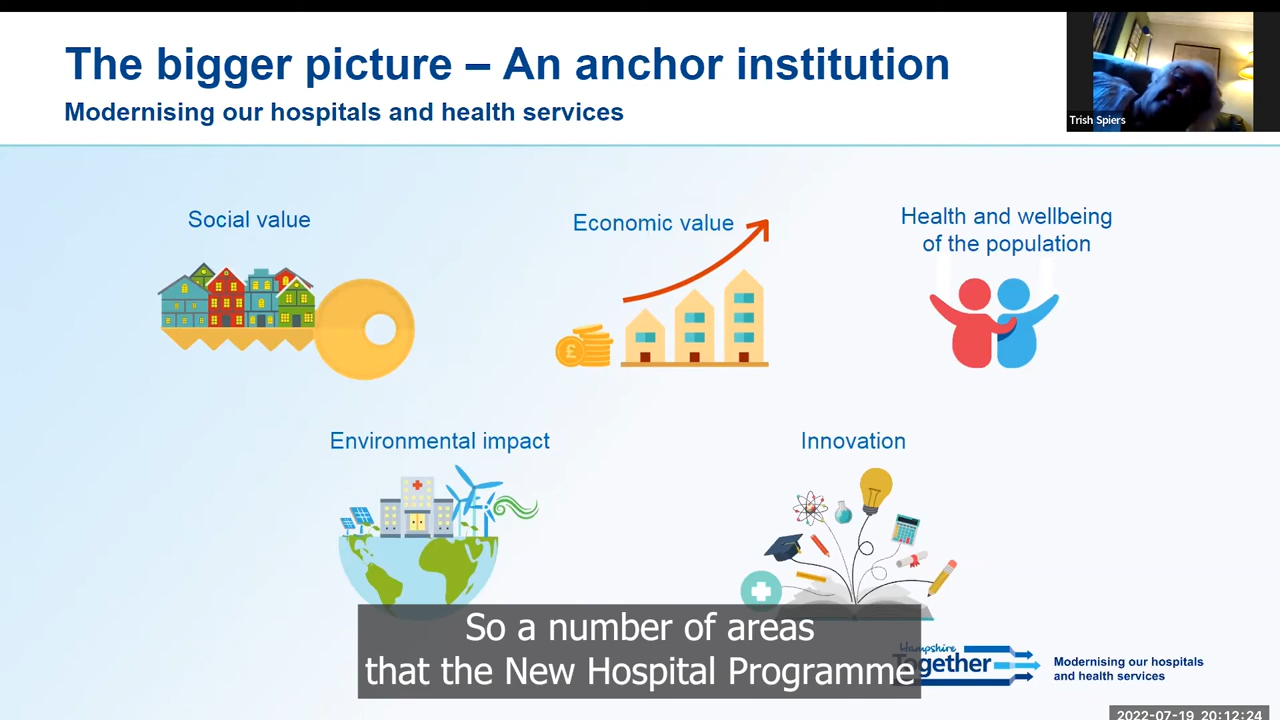 The bigger picture – An anchor institution
Modernising our hospitals and health services
Trish Spiers
Social value
Economic value
Health and wellbeing
of the population
£
Environmental impact
Innovation
So a number of areas
that the New Hospital Programme
Hampshire
Together
Modernising our hospitals
and health services
2022-07-19 20:12:24